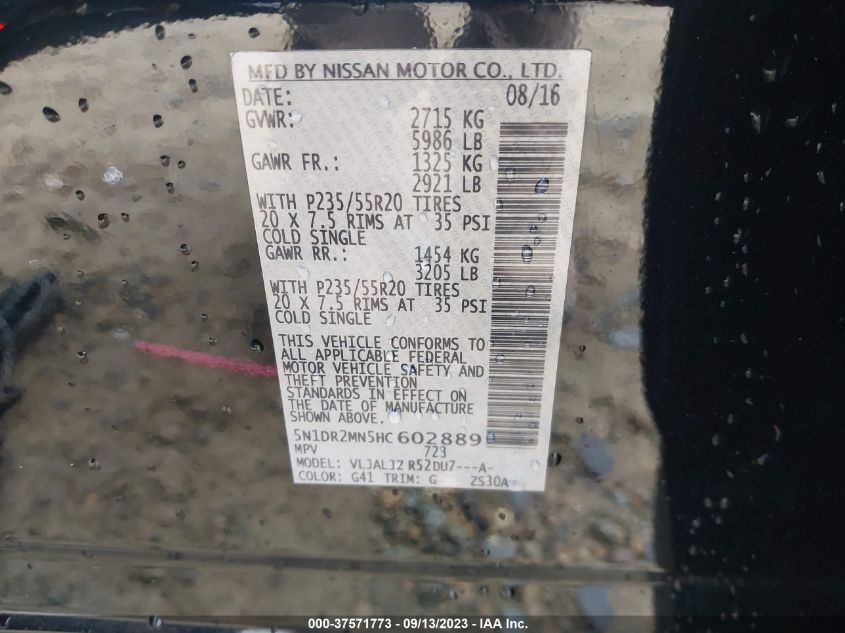 MFD BY NISSAN MOTOR CO., LTD.
DATE: 08/16
GVWR: 2715 KG
5986 LB
GAWR FR.: 1325 KG
2921 LB
WITH P235/55R20 TIRES
20 X 7.5 RIMS AT 35 PSI
COLD SINGLE
GAWR RR.: 1454 KG
3205 LB
WITH P235/55R20 TIRES
20 X 7.5 RIMS AT 35 PSI
COLD SINGLE
THIS VEHICLE CONFORMS TO
ALL APPLICABLE FEDERAL
MOTOR VEHICLE SAFETY AND
THEFT PREVENTION
STANDARDS IN EFFECT ON
THE DATE OF MANUFACTURE
SHOWN ABOVE.
5N1DR2MN5HC602889
MPV 723
MODEL: VLJALJZ R52DU7---A-
COLOR: G41 TRIM: G ZS30A
000-37571773 - 09/13/2023 - IAA Inc.